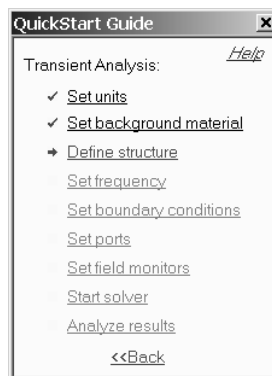 QuickStart Guide
Help
Transient Analysis:
Set units
Set background material
Define structure
Set frequency
Set boundary conditions
Set ports
Set field monitors
Start solver
Analyze results
<<Back